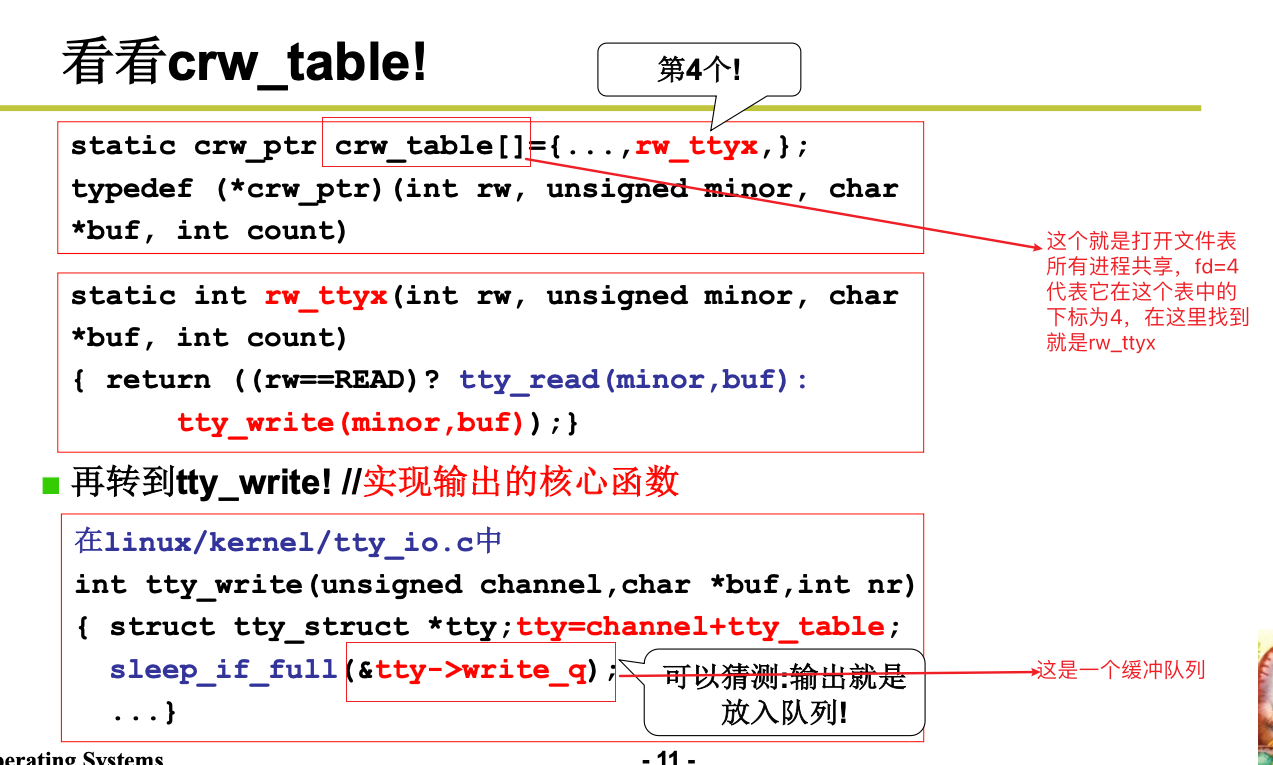 看看crw_table!
第4个!
static crw_ptr crw_table[]={...,rw_ttyx,};
typedef (*crw_ptr)(int rw, unsigned minor, char
*buf, int count)
这个就是打开文件表
所有进程共享，fd=4
代表它在这个表中的
下标为4，在这里找到
就是rw_ttyx
static int rw_ttyx(int rw, unsigned minor, char
*buf, int count)
{ return ((rw==READ)? tty_read(minor,buf):
tty_write(minor,buf));}
再转到tty_write! //实现输出的核心函数
在linux/kernel/tty_io.c中
int tty_write(unsigned channel,char *buf,int nr)
{ struct tty_struct *tty;tty=channel+tty_table;
sleep_if_full(&tty->write_q);
...}
可以猜测:输出就是
放入队列!
这是一个缓冲队列
perating Systems
- 11 -